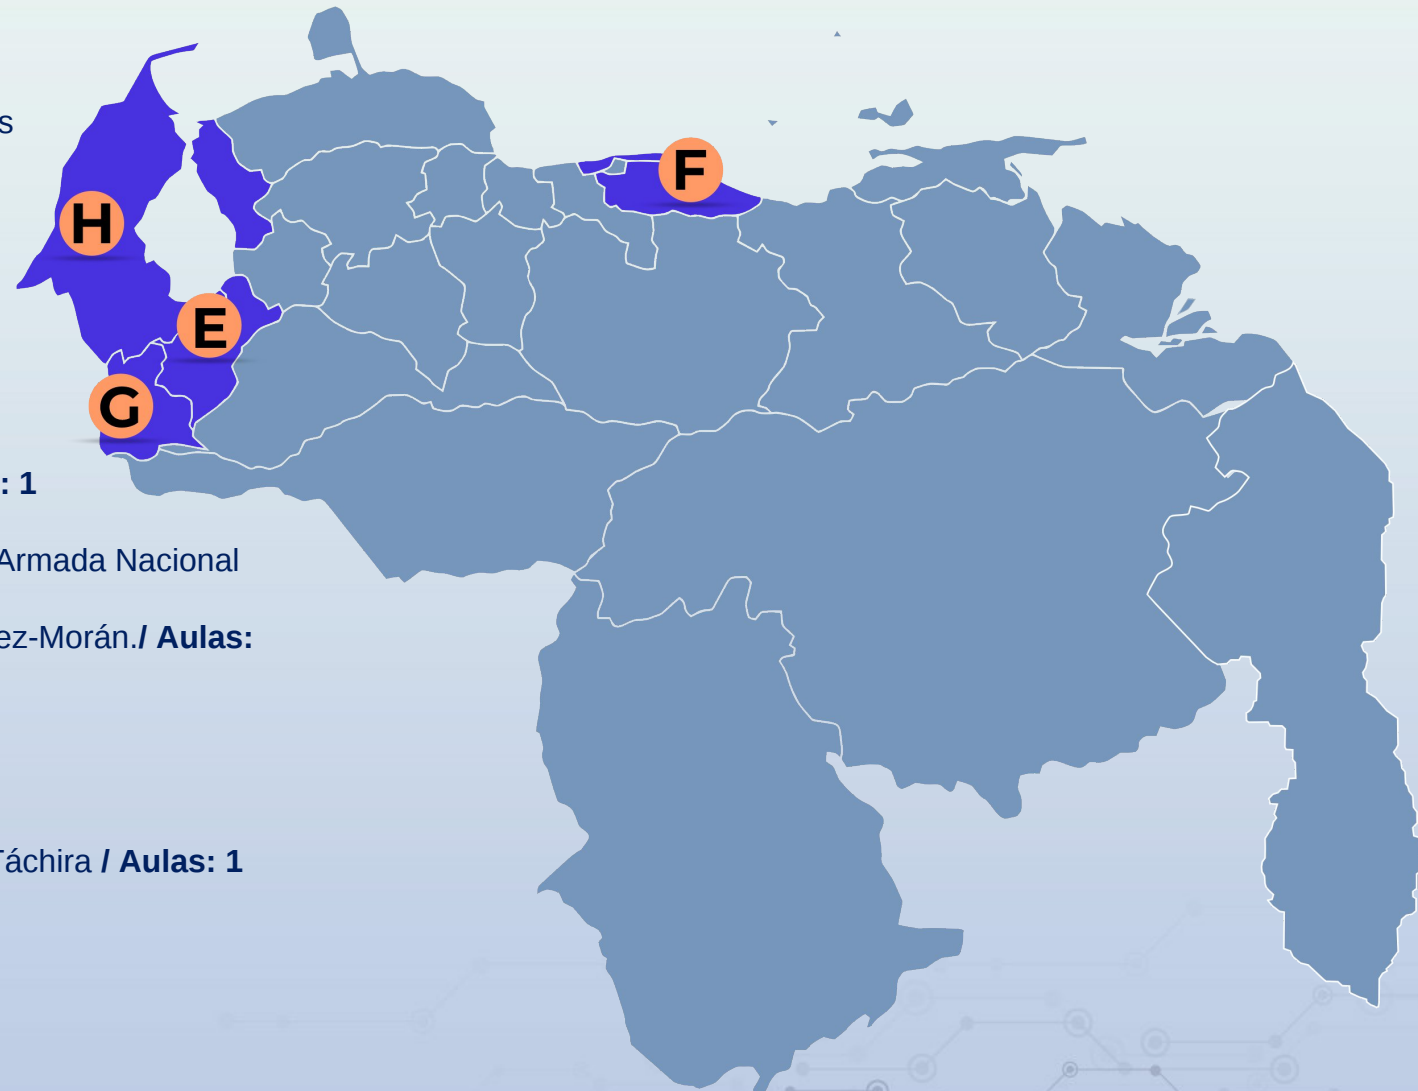 s
F
H
E
G
: 1
Armada Nacional
ez-Morán./ Aulas:
Táchira / Aulas: 1